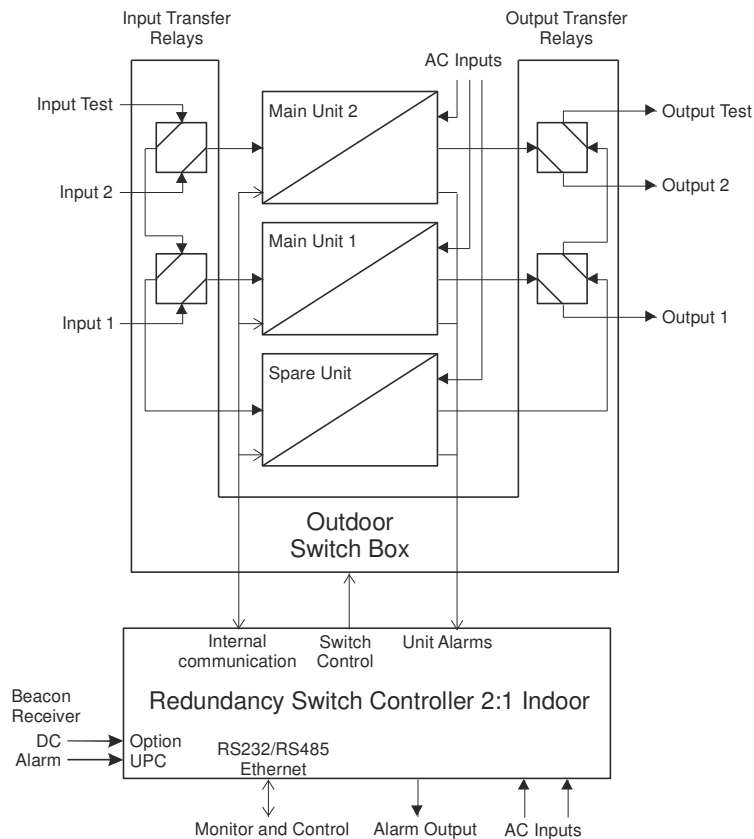 Input Transfer
Relays
Output Transfer
Relays
AC Inputs
Input Test
Main Unit 2
Output Test
Input 2
Output 2
Main Unit 1
Input 1
Output 1
Spare Unit
Outdoor
Switch Box
Internal
communication
Switch
Control
Unit Alarms
Redundancy Switch Controller 2:1 Indoor
Beacon
Receiver
DC
Alarm
Option
UPC
RS232/RS485
Ethernet
Monitor and Control
Alarm Output
AC Inputs